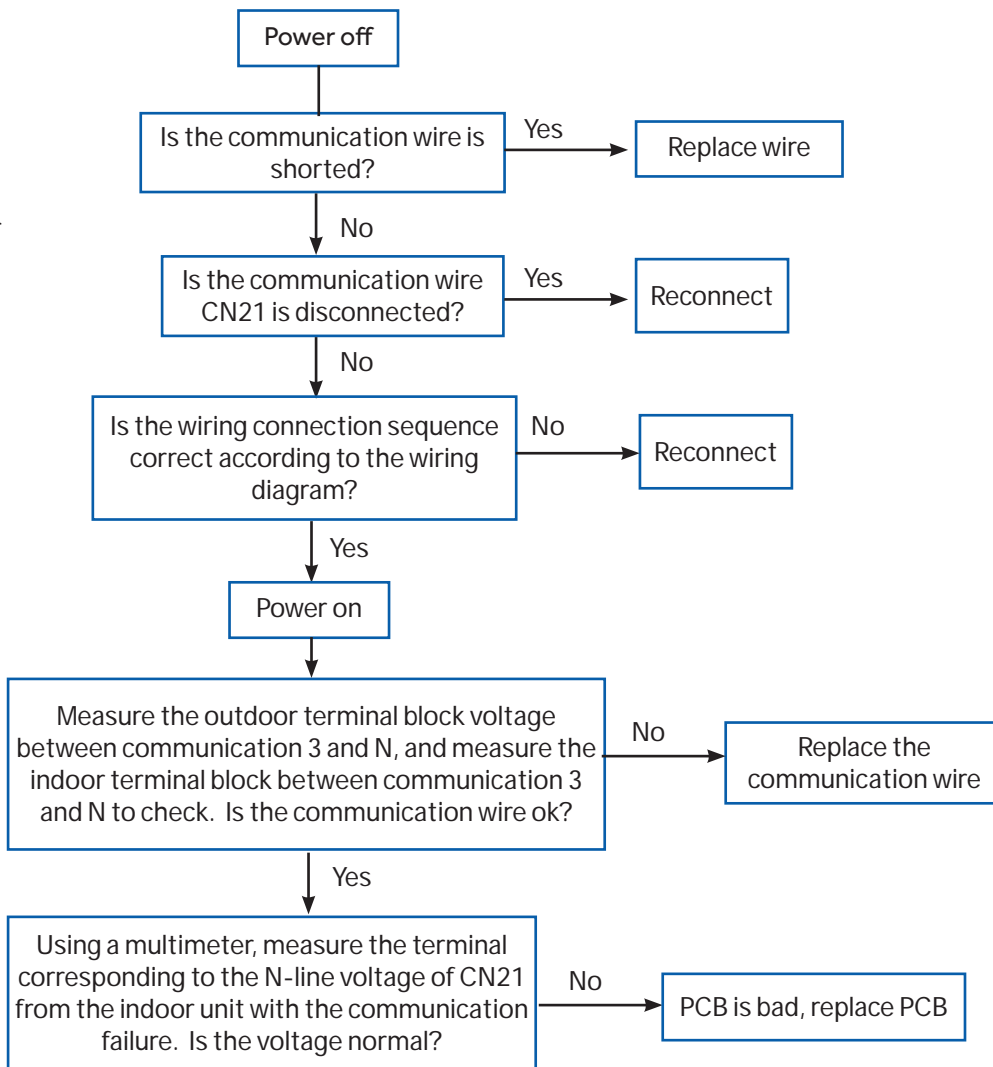 Power off
Is the communication wire is
shorted?
Yes
Replace wire
No
Is the communication wire
CN21 is disconnected?
Yes
Reconnect
No
Is the wiring connection sequence
correct according to the wiring
diagram?
No
Reconnect
Yes
Power on
Measure the outdoor terminal block voltage
between communication 3 and N, and measure the
indoor terminal block between communication 3
and N to check. Is the communication wire ok?
No
Replace the
communication wire
Yes
Using a multimeter, measure the terminal
corresponding to the N-line voltage of CN21
from the indoor unit with the communication
failure. Is the voltage normal?
No
PCB is bad, replace PCB